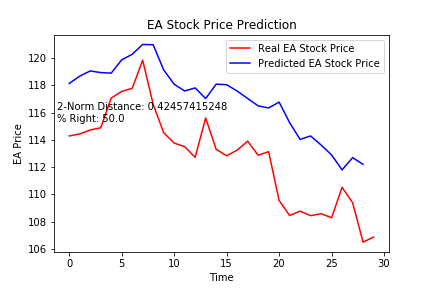 EA Stock Price Prediction
Real EA Stock Price
Predicted EA Stock Price
120
118
116
114
112
110
108
106
EA Price
2-Norm Distance: 0.42457415248
% Right: 50.0
0
5
10
15
20
25
30
Time